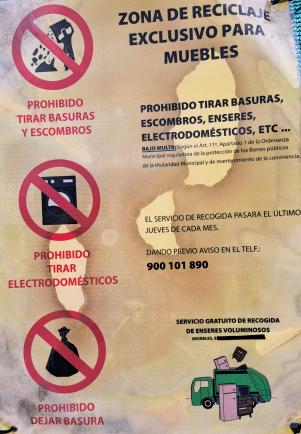 ZONA DE RECICLAJE
EXCLUSIVO PARA
MUEBLES
PROHIBIDO
TIRAR BASURAS
Y ESCOMBROS
PROHIBIDO TIRAR BASURAS,
ESCOMBROS, ENSERES,
ELECTRODOMÉSTICOS, ETC ...
BAJO MULTA: Según el Art. 11º, Apartado 1 de la Ordenanza
Municipal reguladora de la protección de los Bienes públicos
de la titularidad Municipal y de mantenimiento de la convivencia.
PROHIBIDO
TIRAR
ELECTRODOMÉSTICOS
EL SERVICIO DE RECOGIDA PASARA EL ÚLTIMO
JUEVES DE CADA MES.
DANDO PREVIO AVISO EN EL TELF.:
900 101 890
PROHIBIDO
DEJAR BASURA
SERVICIO GRATUITO DE RECOGIDA
DE ENSERES VOLUMINOSOS
(MUEBLES,